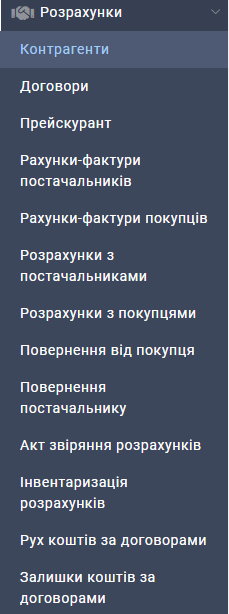 Розрахунки
Контрагенти
Договори
Прейскурант
Рахунки-фактури
постачальників
Рахунки-фактури покупців
Розрахунки з
постачальниками
Розрахунки з покупцями
Повернення від покупця
Повернення
постачальнику
Акт звіряння розрахунків
Інвентаризація
розрахунків
Рух коштів за договорами
Залишки коштів за
договорами